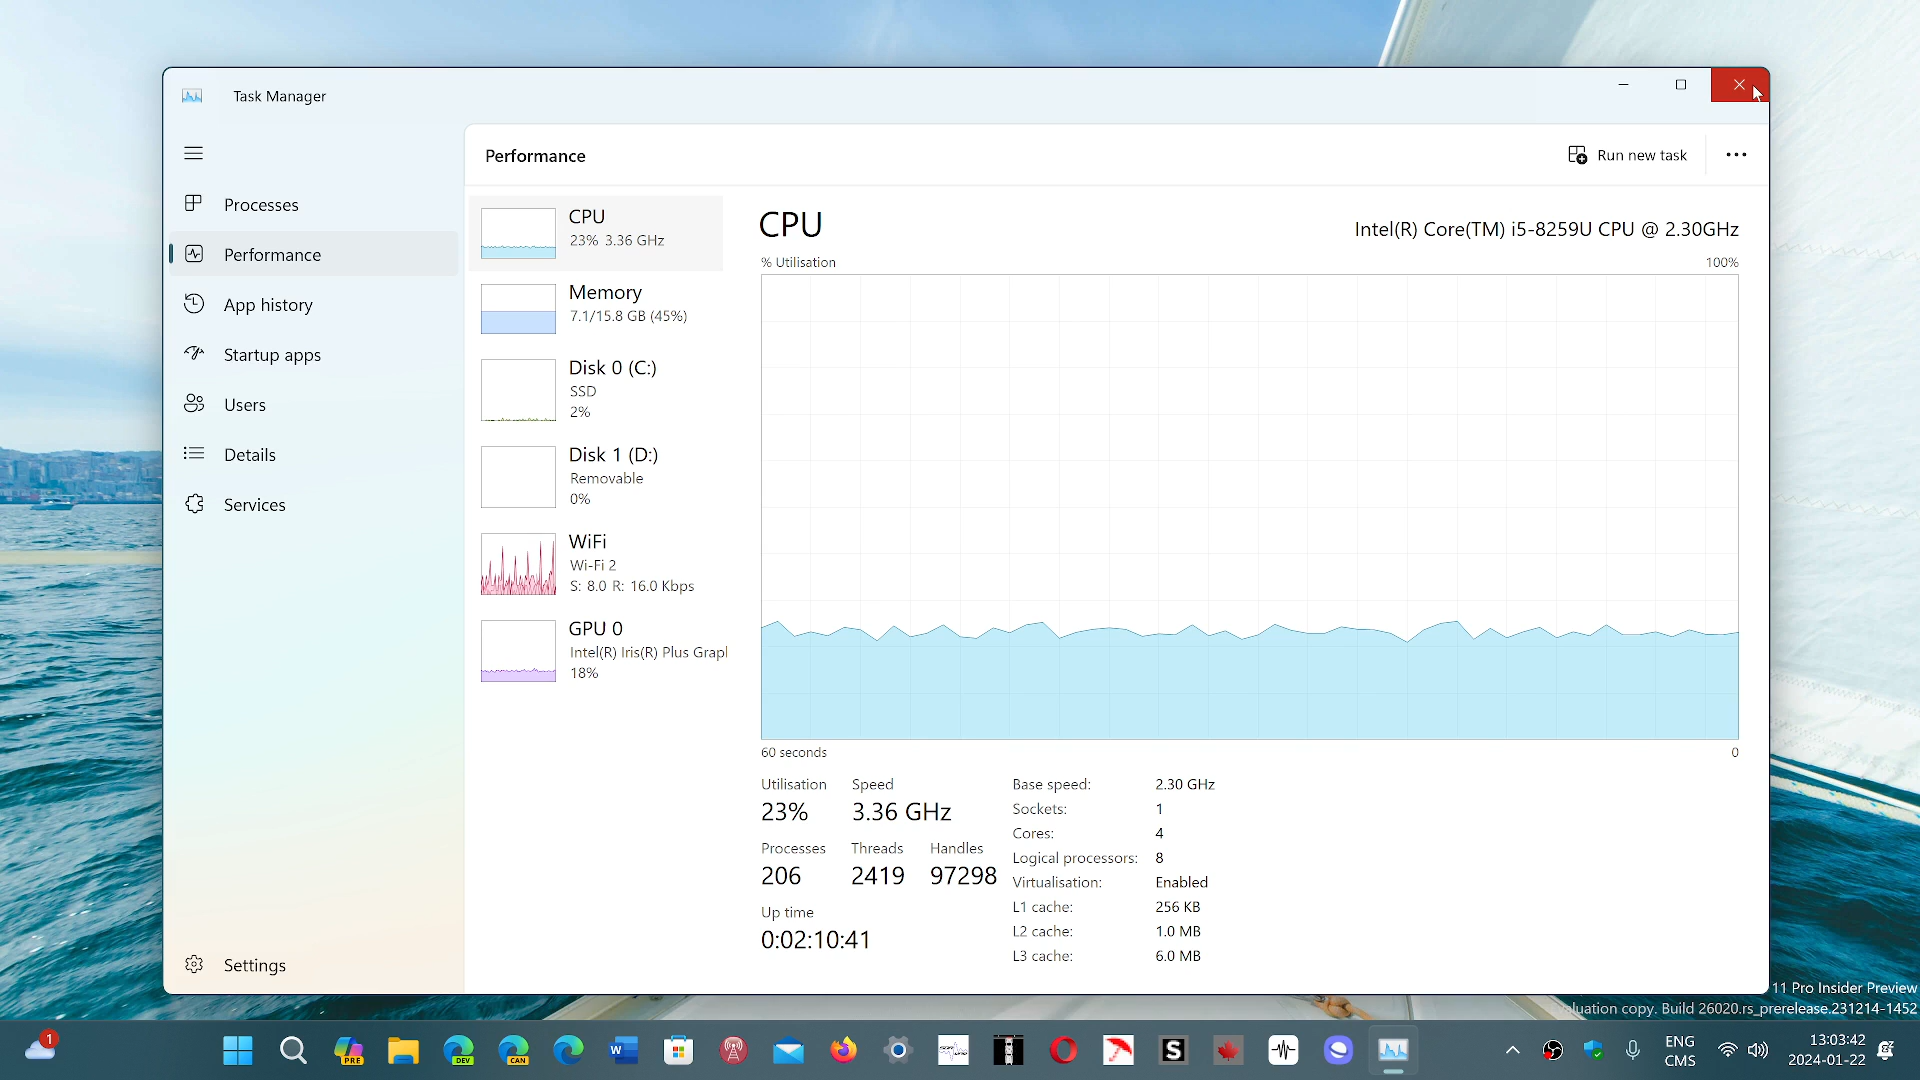 Task Manager
Performance
Run new task
Processes
Performance
App history
Startup apps
Users
Details
Services
Settings
CPU
23% 3.36 GHz
Memory
7.1/15.8 GB (45%)
Disk 0 (C:)
SSD
2%
Disk 1 (D:)
Removable
0%
WiFi
Wi-Fi 2
S: 8.0 R: 16.0 Kbps
GPU 0
Intel(R) Iris(R) Plus Grap
18%
CPU
Intel(R) Core(TM) i5-8259U CPU @ 2.30GHz
% Utilisation 100%
60 seconds 0
Utilisation Speed
23% 3.36 GHz
Processes Threads Handles
206 2419 97298
Up time
0:02:10:41
Base speed: 2.30 GHz
Sockets: 1
Cores: 4
Logical processors: 8
Virtualisation: Enabled
L1 cache: 256 KB
L2 cache: 1.0 MB
L3 cache: 6.0 MB
11 Pro Insider Preview
luation copy. Build 26020.rs_prerelease.231214-1452
1
PRE
DEV
CAN
W
S
ENG
CMS
13:03:42
2024-01-22